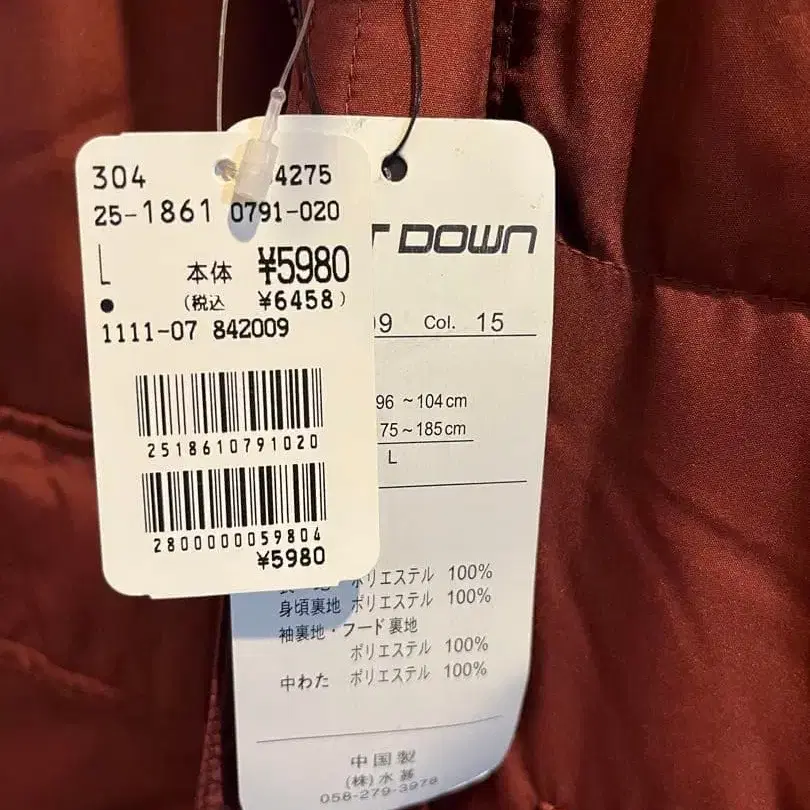 304 4275
25-1861 0791-020
L 本体 ¥5980
(税込 ¥6458)
1111-07 842009
2518610791020
2800000059804
¥5980
T DOWN
09 Col. 15
96 ~104cm
75~185cm
L
ポリエステル 100%
身頃裏地 ポリエステル 100%
袖裏地・フード裏地
ポリエステル 100%
中わた ポリエステル 100%
中国製
(株)水甚
058-279-3978